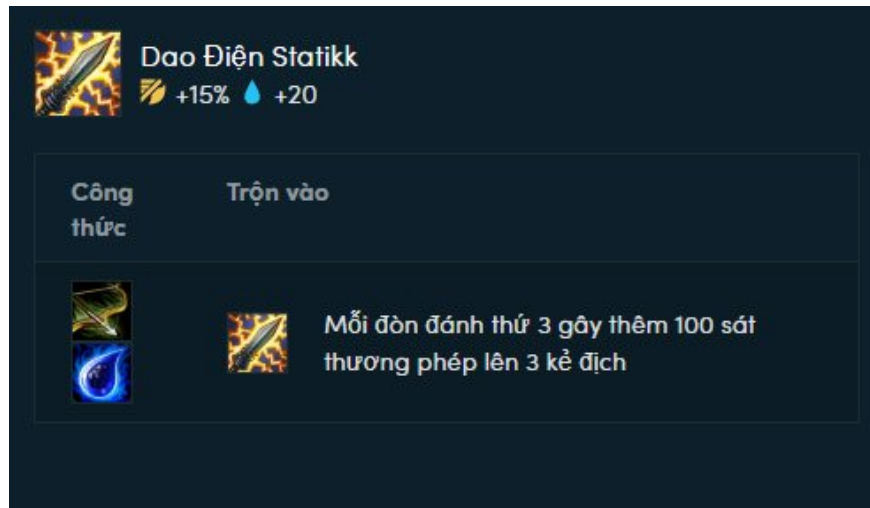 Dao Điện Statikk
+15% +20
Công thức
Trộn vào
Mỗi đòn đánh thứ 3 gây thêm 100 sát
thương phép lên 3 kẻ địch